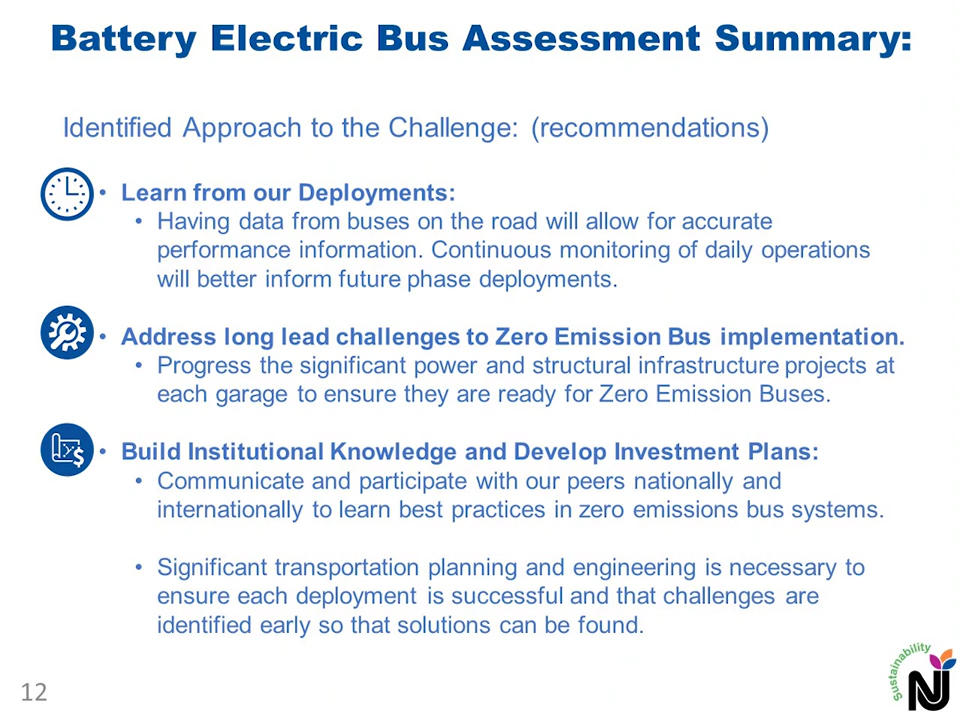 Battery Electric Bus Assessment Summary:
Identified Approach to the Challenge: (recommendations)
• Learn from our Deployments:
• Having data from buses on the road will allow for accurate
performance information. Continuous monitoring of daily operations
will better inform future phase deployments.
• Address long lead challenges to Zero Emission Bus implementation.
• Progress the significant power and structural infrastructure projects at
each garage to ensure they are ready for Zero Emission Buses.
• Build Institutional Knowledge and Develop Investment Plans:
• Communicate and participate with our peers nationally and
internationally to learn best practices in zero emissions bus systems.
• Significant transportation planning and engineering is necessary to
ensure each deployment is successful and that challenges are
identified early so that solutions can be found.
12
Sustainability
NJ